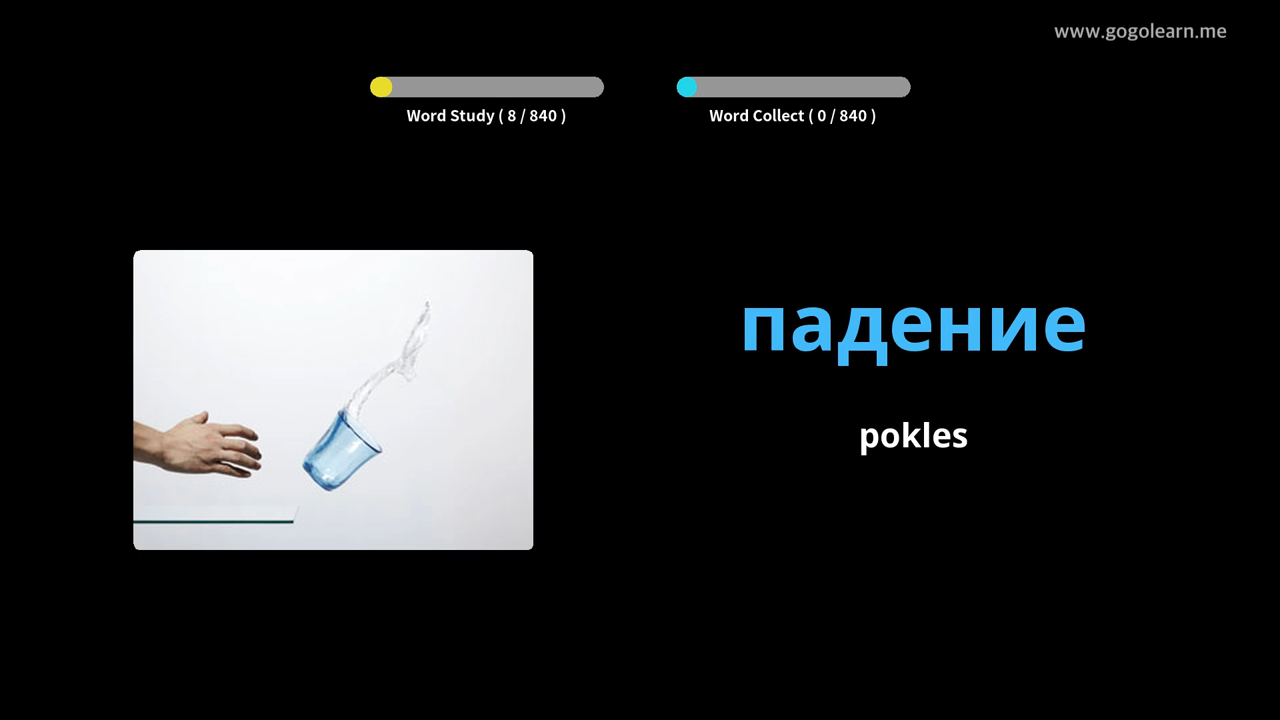 www.gogolearn.me
Word Study ( 8 / 840 )
Word Collect ( 0 / 840 )
падение
pokles